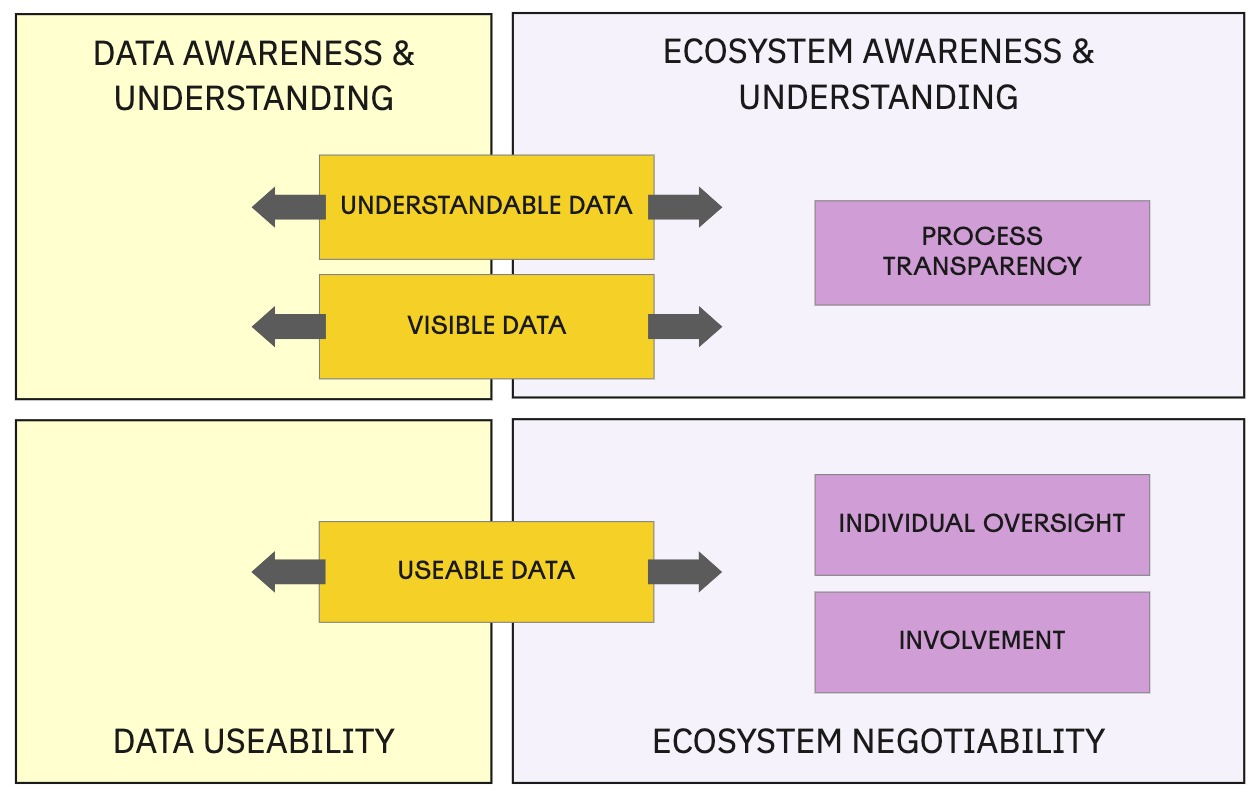 DATA AWARENESS &
UNDERSTANDING
ECOSYSTEM AWARENESS &
UNDERSTANDING
UNDERSTANDABLE DATA
PROCESS
TRANSPARENCY
VISIBLE DATA
INDIVIDUAL OVERSIGHT
USEABLE DATA
INVOLVEMENT
DATA USEABILITY
ECOSYSTEM NEGOTIABILITY